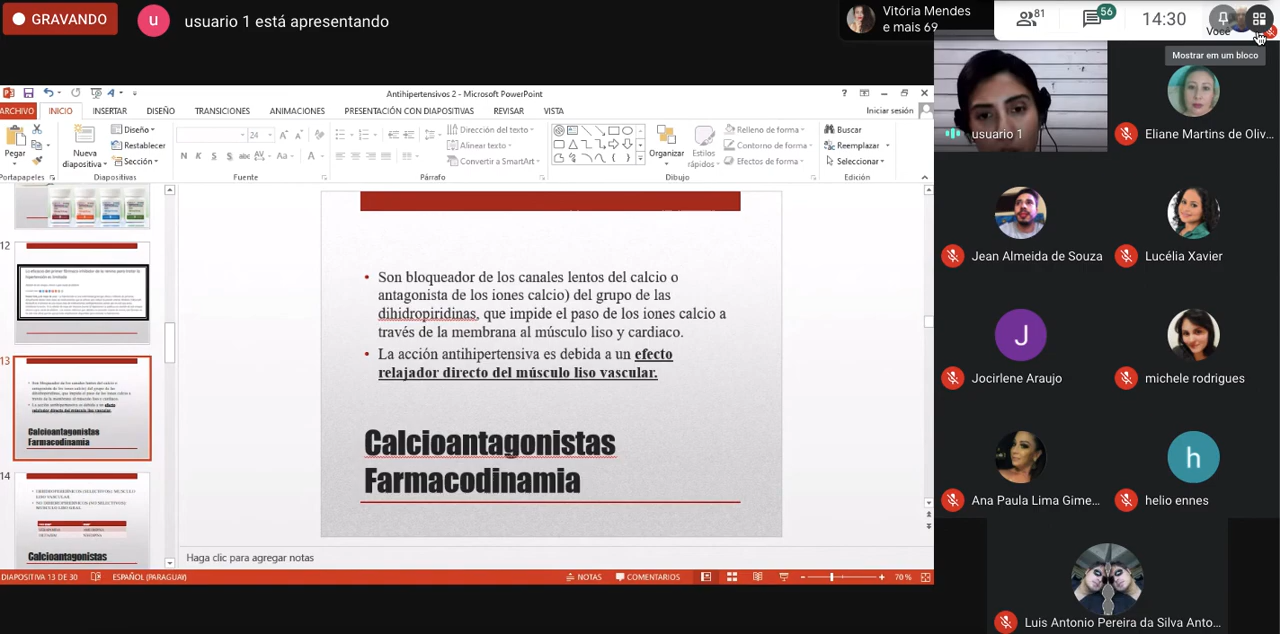 GRAVANDO
u
usuario 1 está apresentando
Vitória Mendes
e mais 69
81
56
14:30
Você
Mostrar em um bloco
Antihipertensivos 2 - Microsoft PowerPoint
ARCHIVO
INICIO
INSERTAR
DISEÑO
TRANSICIONES
ANIMACIONES
PRESENTACIÓN CON DIAPOSITIVAS
REVISAR
VISTA
Iniciar sesión
Pegar
Nueva
diapositiva
Diseño
Restablecer
Sección
24
N K S S abc AV Aa A
Dirección del texto
Alinear texto
Convertir a SmartArt
Organizar
Estilos
rápidos
Relleno de forma
Contorno de forma
Efectos de forma
Buscar
Reemplazar
Seleccionar
Portapapeles
Diapositivas
Fuente
Párrafo
Dibujo
Edición
12
13
Calcioantagonistas
Farmacodinamia
14
Calcioantagonistas
• Son bloqueador de los canales lentos del calcio o
antagonista de los iones calcio) del grupo de las
dihidropiridinas, que impide el paso de los iones calcio a
través de la membrana al músculo liso y cardiaco.
• La acción antihipertensiva es debida a un efecto
relajador directo del músculo liso vascular.
Calcioantagonistas
Farmacodinamia
Haga clic para agregar notas
DIAPOSITIVA 13 DE 30
ESPAÑOL (PARAGUAY)
NOTAS
COMENTARIOS
70 %
usuario 1
Eliane Martins de Oliv...
Jean Almeida de Souza
Lucélia Xavier
J
Jocirlene Araujo
michele rodrigues
Ana Paula Lima Gime...
h
helio ennes
Luis Antonio Pereira da Silva Anto...